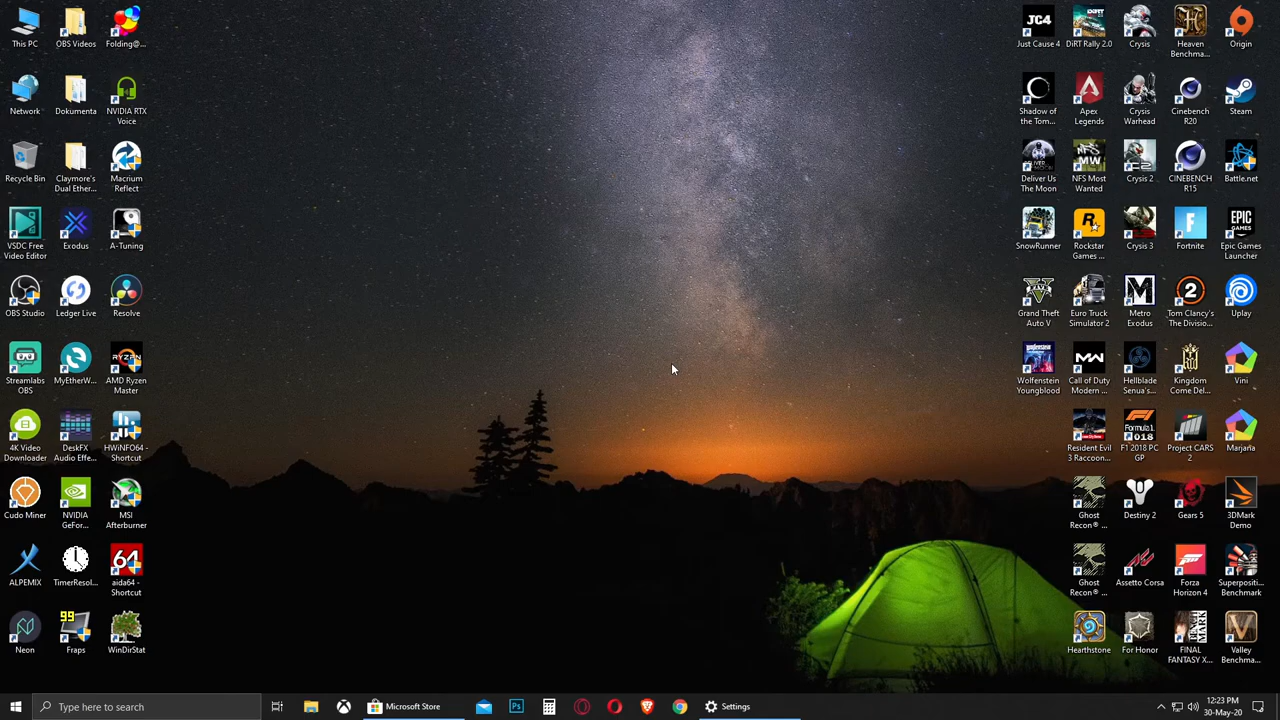 This PC
OBS Videos
Folding@...
Network
Dokumenta
NVIDIA RTX
Voice
Recycle Bin
Claymore's
Dual Ether...
Macrium
Reflect
VSDC Free
Video Editor
Exodus
A-Tuning
OBS Studio
Ledger Live
Resolve
Streamlabs
OBS
MyEtherW...
RYZEN
AMD Ryzen
Master
4K Video
Downloader
DeskFX
Audio Effe...
HWiNFO64 -
Shortcut
Cudo Miner
NVIDIA
GeFor...
MSI
Afterburner
ALPEMIX
TimerResol...
64
aida64 -
Shortcut
Neon
99
Fraps
WinDirStat
JC4
Just Cause 4
DiRT Rally 2.0
Crysis
Heaven
Benchma...
Origin
Shadow of
the Tom...
Apex
Legends
Crysis
Warhead
Cinebench
R20
Steam
Deliver Us
The Moon
NFS
MW
NFS Most
Wanted
Crysis 2
CINEBENCH
R15
Battle.net
SnowRunner
Rockstar
Games ...
Crysis 3
Fortnite
EPIC
GAMES
Epic Games
Launcher
Grand Theft
Auto V
Euro Truck
Simulator 2
Metro
Exodus
Tom Clancy's
The Divisio...
Uplay
Wolfenstein
Youngblood
Call of Duty
Modern ...
Hellblade
Senua's...
Kingdom
Come Del...
Vini
Resident Evil
3 Raccoon...
F1 2018 PC
GP
Project CARS
2
Marjaria
Ghost
Recon® ...
Destiny 2
Gears 5
3DMark
Demo
Ghost
Recon® ...
Assetto Corsa
Forza
Horizon 4
Superpositi...
Benchmark
Hearthstone
For Honor
FINAL
FANTASY X...
Valley
Benchma...
Type here to search
Microsoft Store
Ps
Settings
12:23 PM
30-May-20